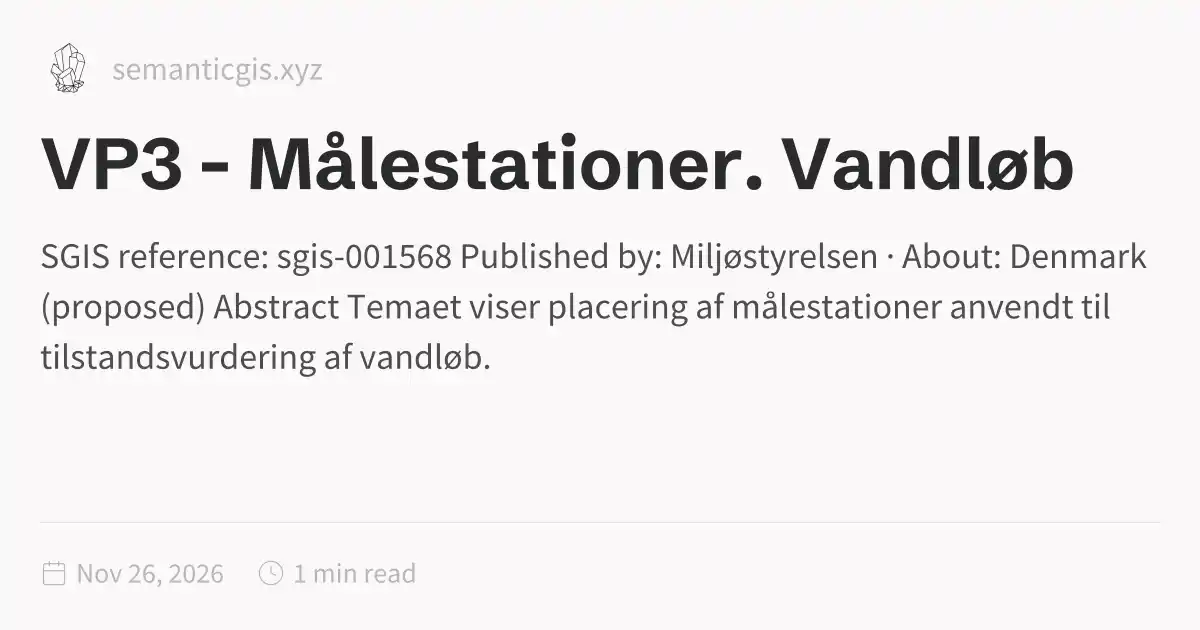 semanticgis.xyz
VP3 - Målestationer. Vandløb
SGIS reference: sgis-001568 Published by: Miljøstyrelsen · About: Denmark
(proposed) Abstract Temaet viser placering af målestationer anvendt til
tilstandsvurdering af vandløb.
Nov 26, 2026 1 min read